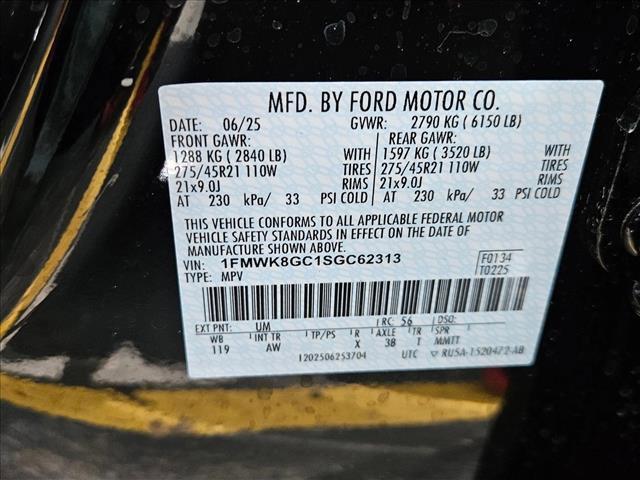 MFD. BY FORD MOTOR CO.
DATE: 06/25 GVWR: 2790 KG ( 6150 LB)
FRONT GAWR: REAR GAWR:
1288 KG ( 2840 LB) WITH 1597 KG ( 3520 LB) WITH
275/45R21 110W TIRES 275/45R21 110W TIRES
21x9.0J RIMS 21x9.0J RIMS
AT 230 kPa/ 33 PSI COLD AT 230 kPa/ 33 PSI COLD
THIS VEHICLE CONFORMS TO ALL APPLICABLE FEDERAL MOTOR
VEHICLE SAFETY STANDARDS IN EFFECT ON THE DATE OF
MANUFACTURE SHOWN ABOVE.
VIN: 1FMWK8GC1SGC62313 F0134
TYPE: MPV T0225
EXT PNT: UM RC: 56 DSO:
WB INT TR TP/PS R AXLE TR SPR
119 AW X 38 T MMTT
1202506253704 UTC RU5A-1520472-AB